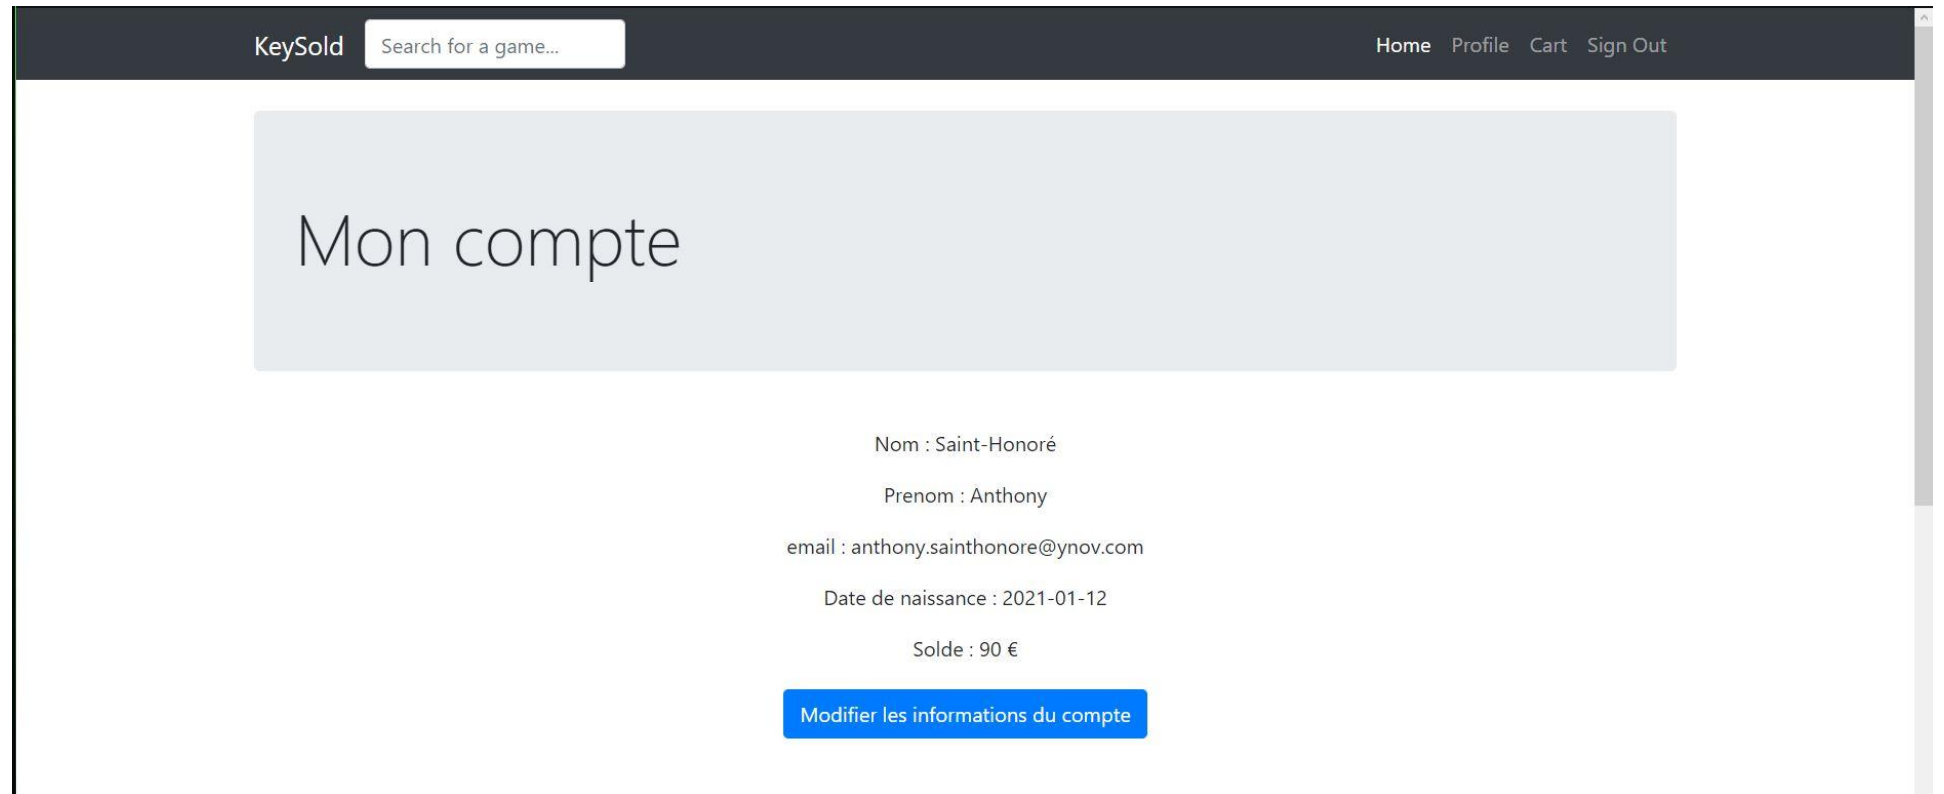 KeySold Search for a game... Home Profile Cart Sign Out
Mon compte
Nom : Saint-Honoré
Prenom : Anthony
email : anthony.sainthonore@ynov.com
Date de naissance : 2021-01-12
Solde : 90 €
Modifier les informations du compte